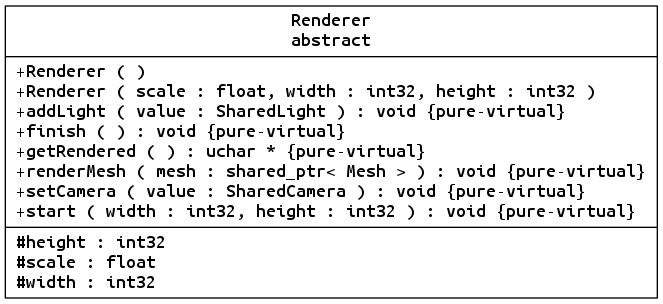 Renderer
abstract
+Renderer ( )
+Renderer ( scale : float, width : int32, height : int32 )
+addLight ( value : SharedLight ) : void {pure-virtual}
+finish ( ) : void {pure-virtual}
+getRendered ( ) : uchar * {pure-virtual}
+renderMesh ( mesh : shared_ptr< Mesh > ) : void {pure-virtual}
+setCamera ( value : SharedCamera ) : void {pure-virtual}
+start ( width : int32, height : int32 ) : void {pure-virtual}
#height : int32
#scale : float
#width : int32